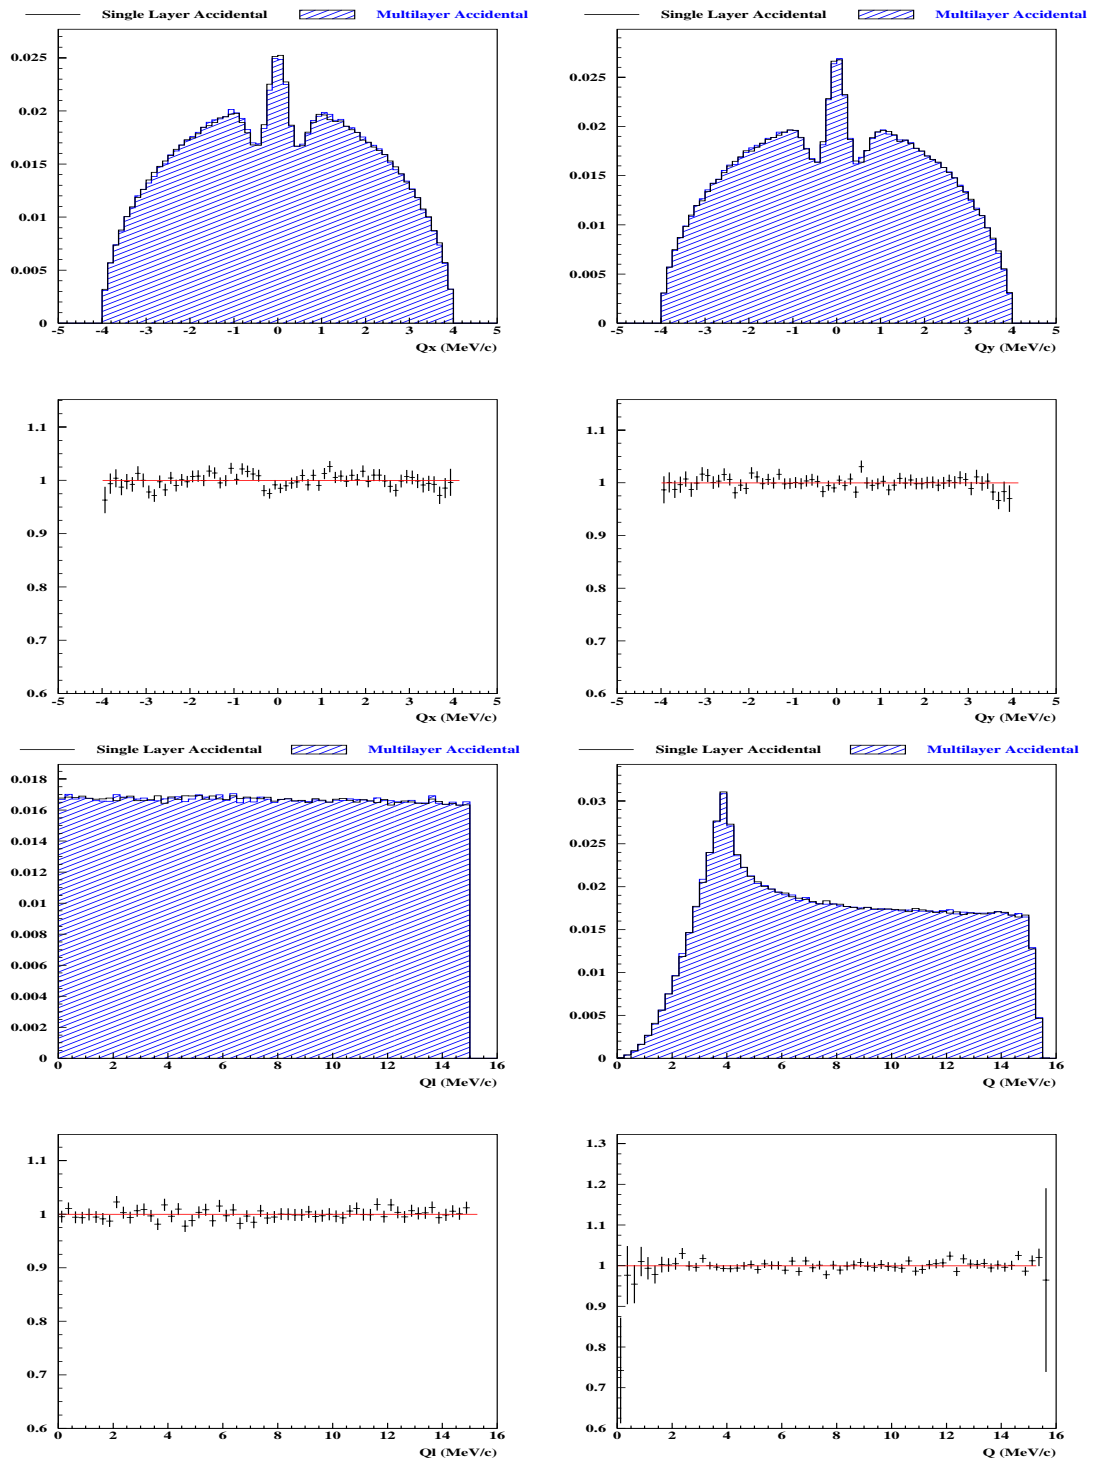 Single Layer Accidental Multilayer Accidental
Single Layer Accidental Multilayer Accidental
0.025
0.02
0.015
0.01
0.005
0
-5 -4 -3 -2 -1 0 1 2 3 4 5
Qx (MeV/c)
0.025
0.02
0.015
0.01
0.005
0
-5 -4 -3 -2 -1 0 1 2 3 4 5
Qy (MeV/c)
1.1
1
0.9
0.8
0.7
0.6
-5 -4 -3 -2 -1 0 1 2 3 4 5
Qx (MeV/c)
1.1
1
0.9
0.8
0.7
0.6
-5 -4 -3 -2 -1 0 1 2 3 4 5
Qy (MeV/c)
Single Layer Accidental Multilayer Accidental
Single Layer Accidental Multilayer Accidental
0.018
0.016
0.014
0.012
0.01
0.008
0.006
0.004
0.002
0
0 2 4 6 8 10 12 14 16
Ql (MeV/c)
0.03
0.025
0.02
0.015
0.01
0.005
0
0 2 4 6 8 10 12 14 16
Q (MeV/c)
1.1
1
0.9
0.8
0.7
0.6
0 2 4 6 8 10 12 14 16
Ql (MeV/c)
1.3
1.2
1.1
1
0.9
0.8
0.7
0.6
0 2 4 6 8 10 12 14 16
Q (MeV/c)